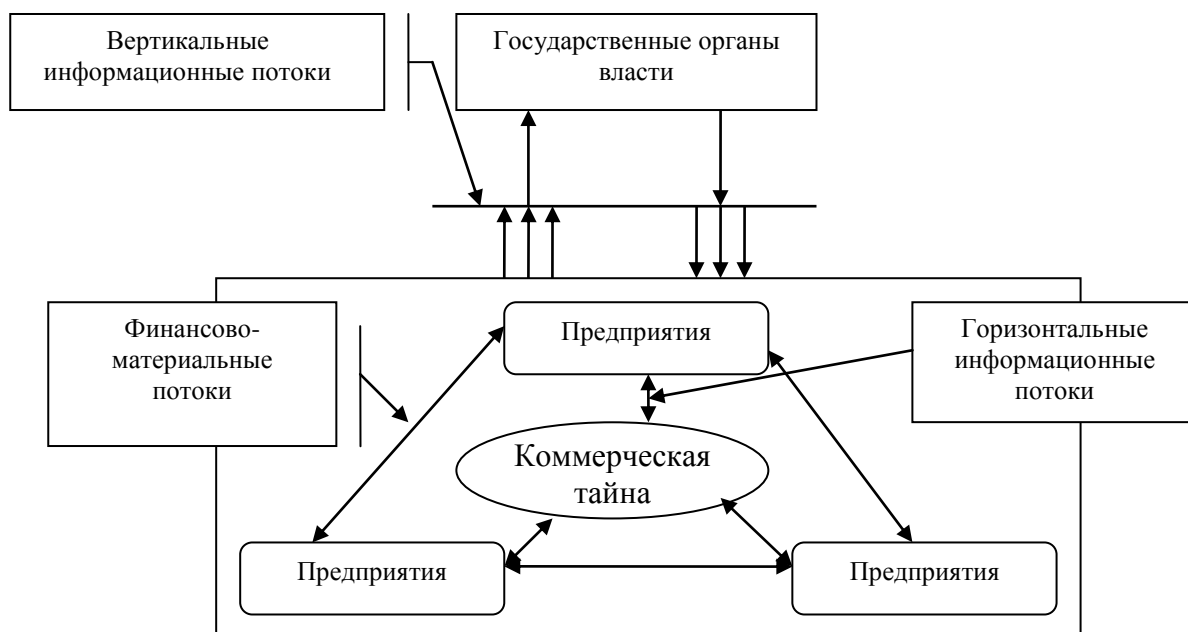 Вертикальные
информационные потоки
Государственные органы
власти
Финансово-
материальные
потоки
Предприятия
Горизонтальные
информационные
потоки
Коммерческая
тайна
Предприятия
Предприятия